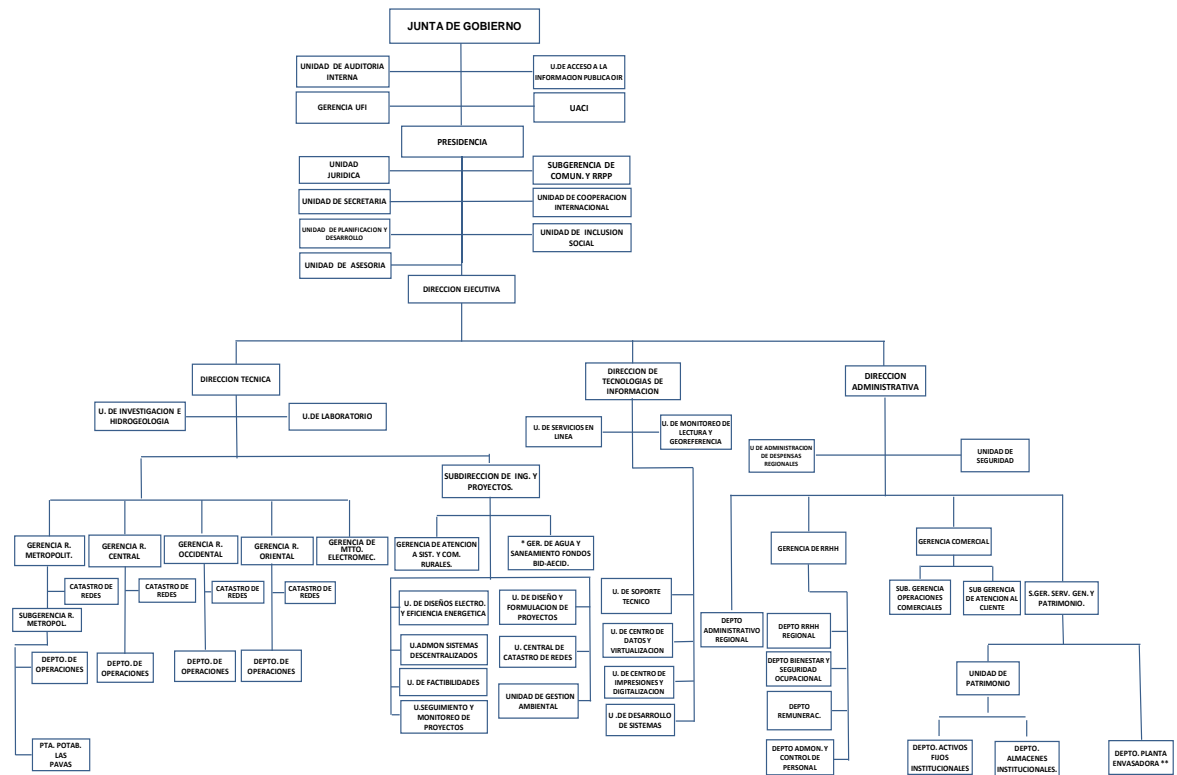 JUNTA DE GOBIERNO
UNIDAD DE AUDITORIA
INTERNA
U.DE ACCESO A LA
INFORMACION PUBLICA OIR
GERENCIA UFI
UACI
PRESIDENCIA
UNIDAD
JURIDICA
SUBGERENCIA DE
COMUN. Y RRPP
UNIDAD DE SECRETARIA
UNIDAD DE COOPERACION
INTERNACIONAL
UNIDAD DE PLANIFICACION Y
DESARROLLO
UNIDAD DE INCLUSION
SOCIAL
UNIDAD DE ASESORIA
DIRECCION EJECUTIVA
DIRECCION TECNICA
DIRECCION DE
TECNOLOGIAS DE
INFORMACION
DIRECCION
ADMINISTRATIVA
U. DE INVESTIGACION E
HIDROGEOLOGIA
U.DE LABORATORIO
U. DE SERVICIOS EN
LINEA
U. DE MONITOREO DE
LECTURA Y
GEOREFERENCIA
U DE ADMINISTRACION
DE DESPENSAS
REGIONALES
UNIDAD DE
SEGURIDAD
SUBDIRECCION DE ING. Y
PROYECTOS.
GERENCIA R.
METROPOLIT.
GERENCIA R.
CENTRAL
GERENCIA R.
OCCIDENTAL
GERENCIA R.
ORIENTAL
GERENCIA DE
MTTO.
ELECTROMEC.
GERENCIA DE ATENCION
A SIST. Y COM.
RURALES.
* GER. DE AGUA Y
SANEAMIENTO FONDOS
BID-AECID.
GERENCIA DE RRHH
GERENCIA COMERCIAL
CATASTRO DE
REDES
CATASTRO DE
REDES
CATASTRO DE
REDES
CATASTRO DE
REDES
SUB. GERENCIA
OPERACIONES
COMERCIALES
SUB GERENCIA
DE ATENCION AL
CLIENTE
S.GER. SERV. GEN. Y
PATRIMONIO.
SUBGERENCIA R.
METROPOL.
U. DE DISEÑOS ELECTRO.
Y EFICIENCIA ENERGETICA
U. DE DISEÑO Y
FORMULACION DE
PROYECTOS
U. DE SOPORTE
TECNICO
DEPTO
ADMINISTRATIVO
REGIONAL
DEPTO RRHH
REGIONAL
DEPTO. DE
OPERACIONES
DEPTO. DE
OPERACIONES
DEPTO. DE
OPERACIONES
DEPTO. DE
OPERACIONES
U.ADMON SISTEMAS
DESCENTRALIZADOS
U. CENTRAL DE
CATASTRO DE REDES
U. DE CENTRO DE
DATOS Y
VIRTUALIZACION
DEPTO BIENESTAR Y
SEGURIDAD
OCUPACIONAL
UNIDAD DE
PATRIMONIO
U. DE FACTIBILIDADES
UNIDAD DE GESTION
AMBIENTAL
U. DE CENTRO DE
IMPRESIONES Y
DIGITALIZACION
DEPTO
REMUNERAC.
U.SEGUIMIENTO Y
MONITOREO DE
PROYECTOS
U .DE DESARROLLO
DE SISTEMAS
PTA. POTAB.
LAS
PAVAS
DEPTO ADMON. Y
CONTROL DE
PERSONAL
DEPTO. ACTIVOS
FIJOS
INSTITUCIONALES
DEPTO.
ALMACENES
INSTITUCIONALES.
DEPTO. PLANTA
ENVASADORA **